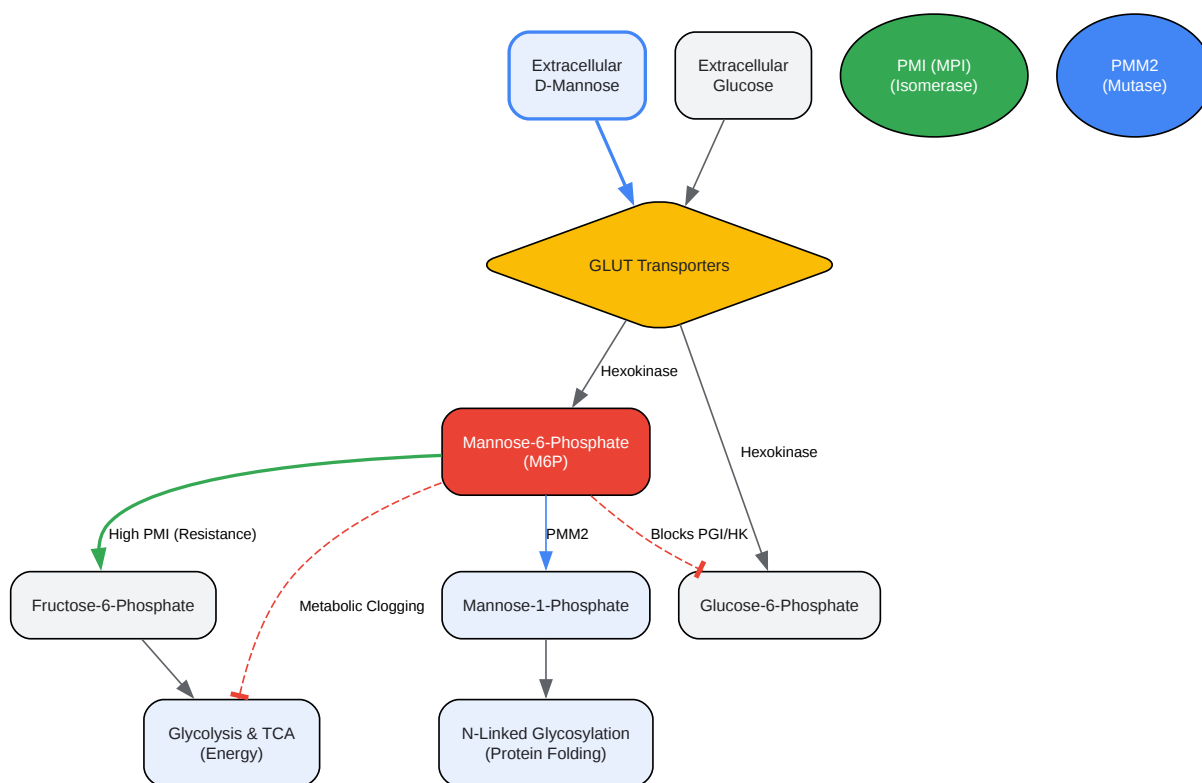 Extracellular
D-Mannose
Extracellular
Glucose
PMI (MPI)
(Isomerase)
PMM2
(Mutase)
GLUT Transporters
Hexokinase
Mannose-6-Phosphate
(M6P)
Hexokinase
High PMI (Resistance)
PMM2
Blocks PGI/HK
Fructose-6-Phosphate
Metabolic Clogging
Mannose-1-Phosphate
Glucose-6-Phosphate
Glycolysis & TCA
(Energy)
N-Linked Glycosylation
(Protein Folding)